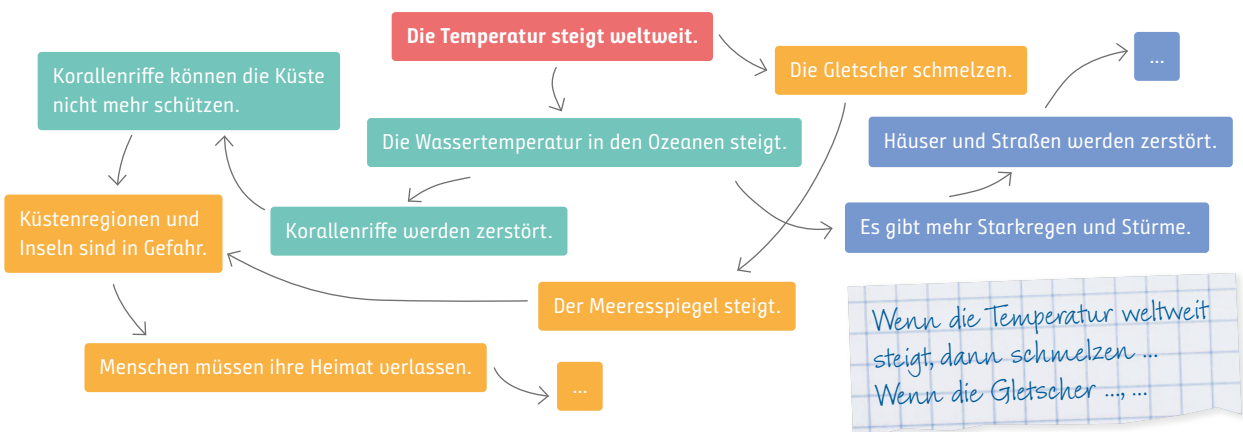 Die Temperatur steigt weltweit.
Die Gletscher schmelzen.
...
Korallenriffe können die Küste
nicht mehr schützen.
Die Wassertemperatur in den Ozeanen steigt.
Häuser und Straßen werden zerstört.
Küstenregionen und
Inseln sind in Gefahr.
Korallenriffe werden zerstört.
Es gibt mehr Starkregen und Stürme.
Der Meeresspiegel steigt.
Menschen müssen ihre Heimat verlassen.
...
Wenn die Temperatur weltweit
steigt, dann schmelzen ...
Wenn die Gletscher ..., ...